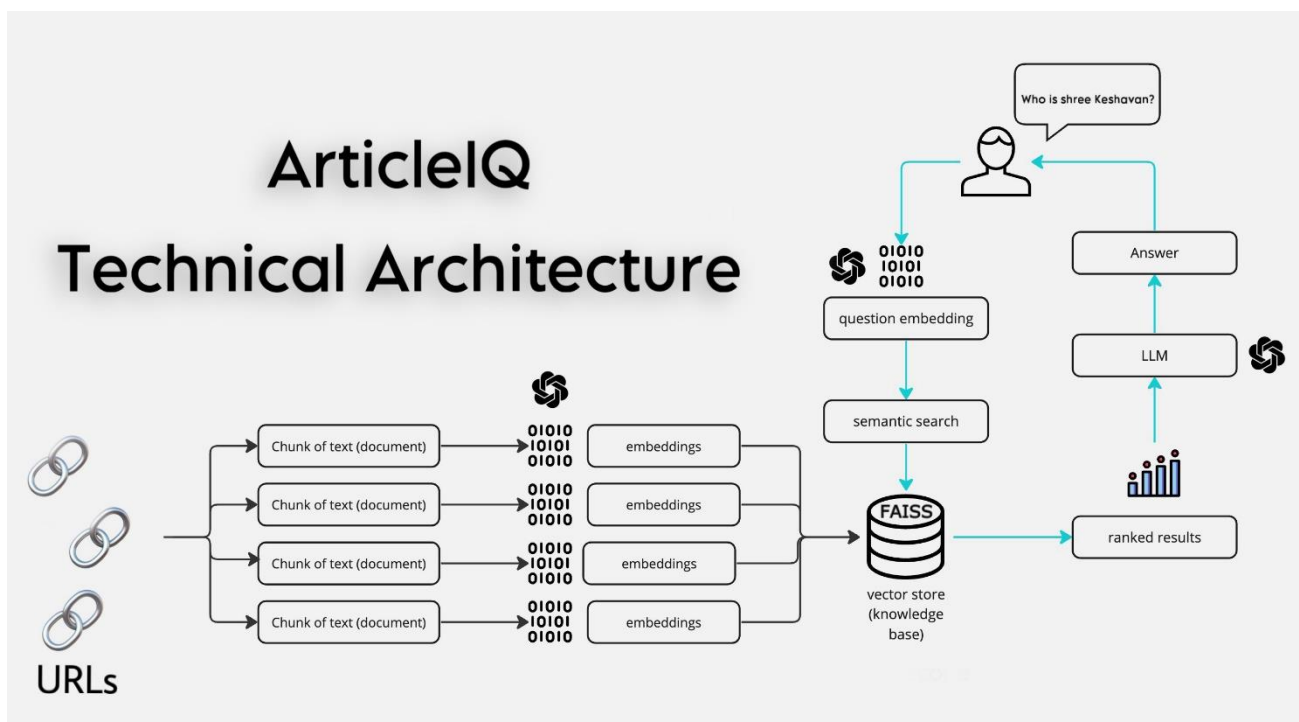 ArticleIQ
Technical Architecture
Who is shree Keshavan?
01010
10101
01010
question embedding
semantic search
Answer
LLM
ranked results
FAISS
vector store
(knowledge
base)
Chunk of text (document)
01010
10101
01010
embeddings
Chunk of text (document)
01010
10101
01010
embeddings
Chunk of text (document)
01010
10101
01010
embeddings
Chunk of text (document)
01010
10101
01010
embeddings
URLs